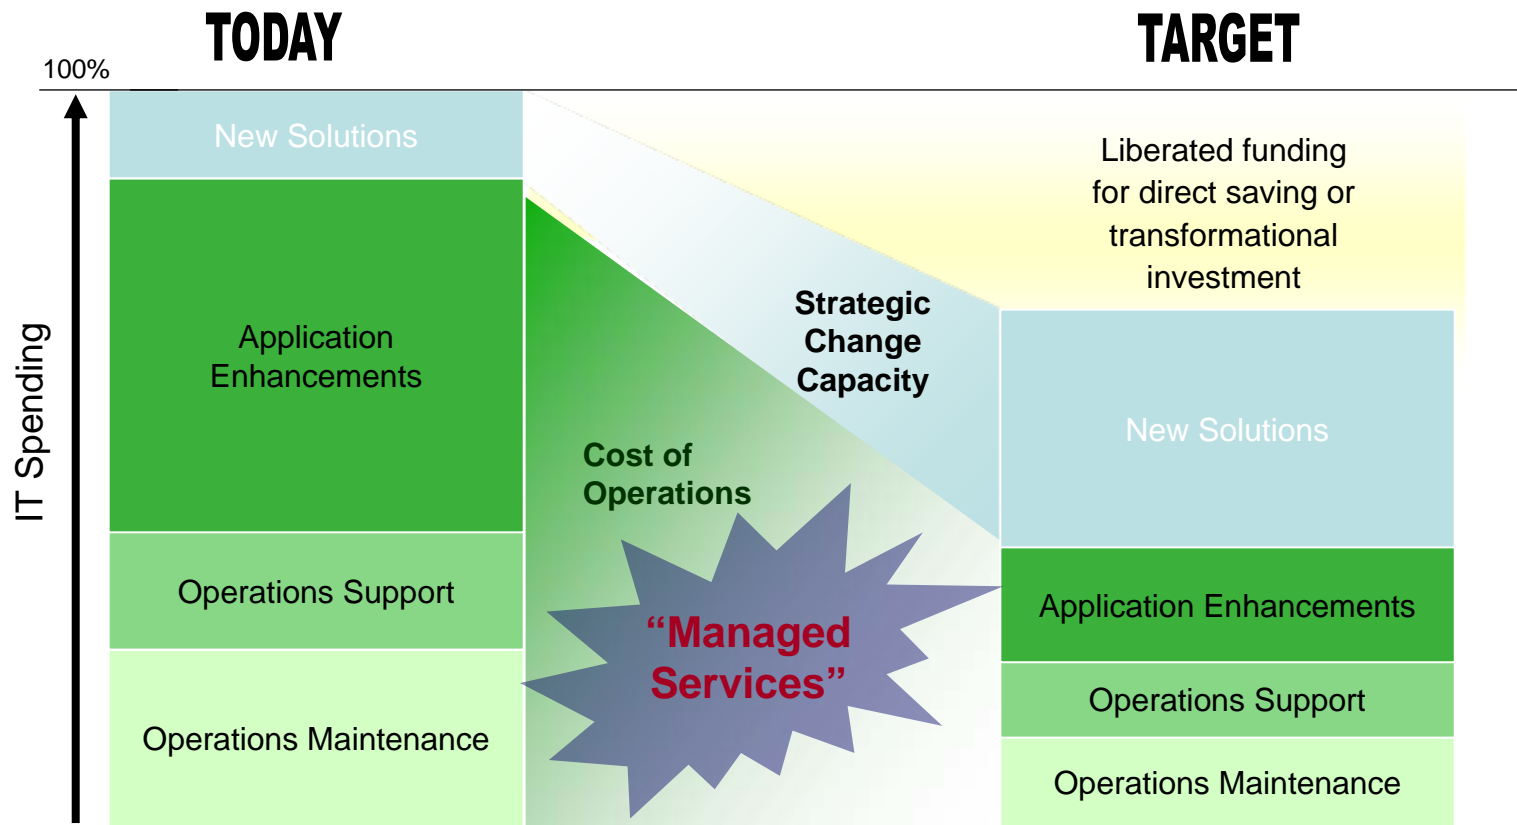 TODAY
TARGET
100%
IT Spending
New Solutions
Application
Enhancements
Operations Support
Operations Maintenance
Strategic
Change
Capacity
Cost of
Operations
“Managed
Services”
Liberated funding
for direct saving or
transformational
investment
New Solutions
Application Enhancements
Operations Support
Operations Maintenance